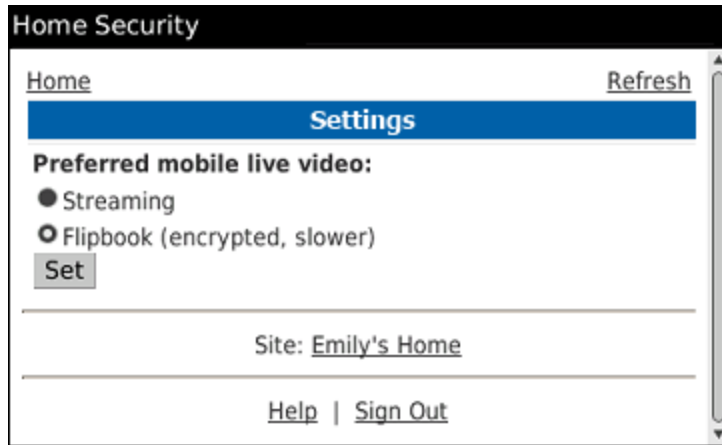 Home Security
Home Refresh
Settings
Preferred mobile live video:
Streaming
Flipbook (encrypted, slower)
Set
Site: Emily's Home
Help | Sign Out